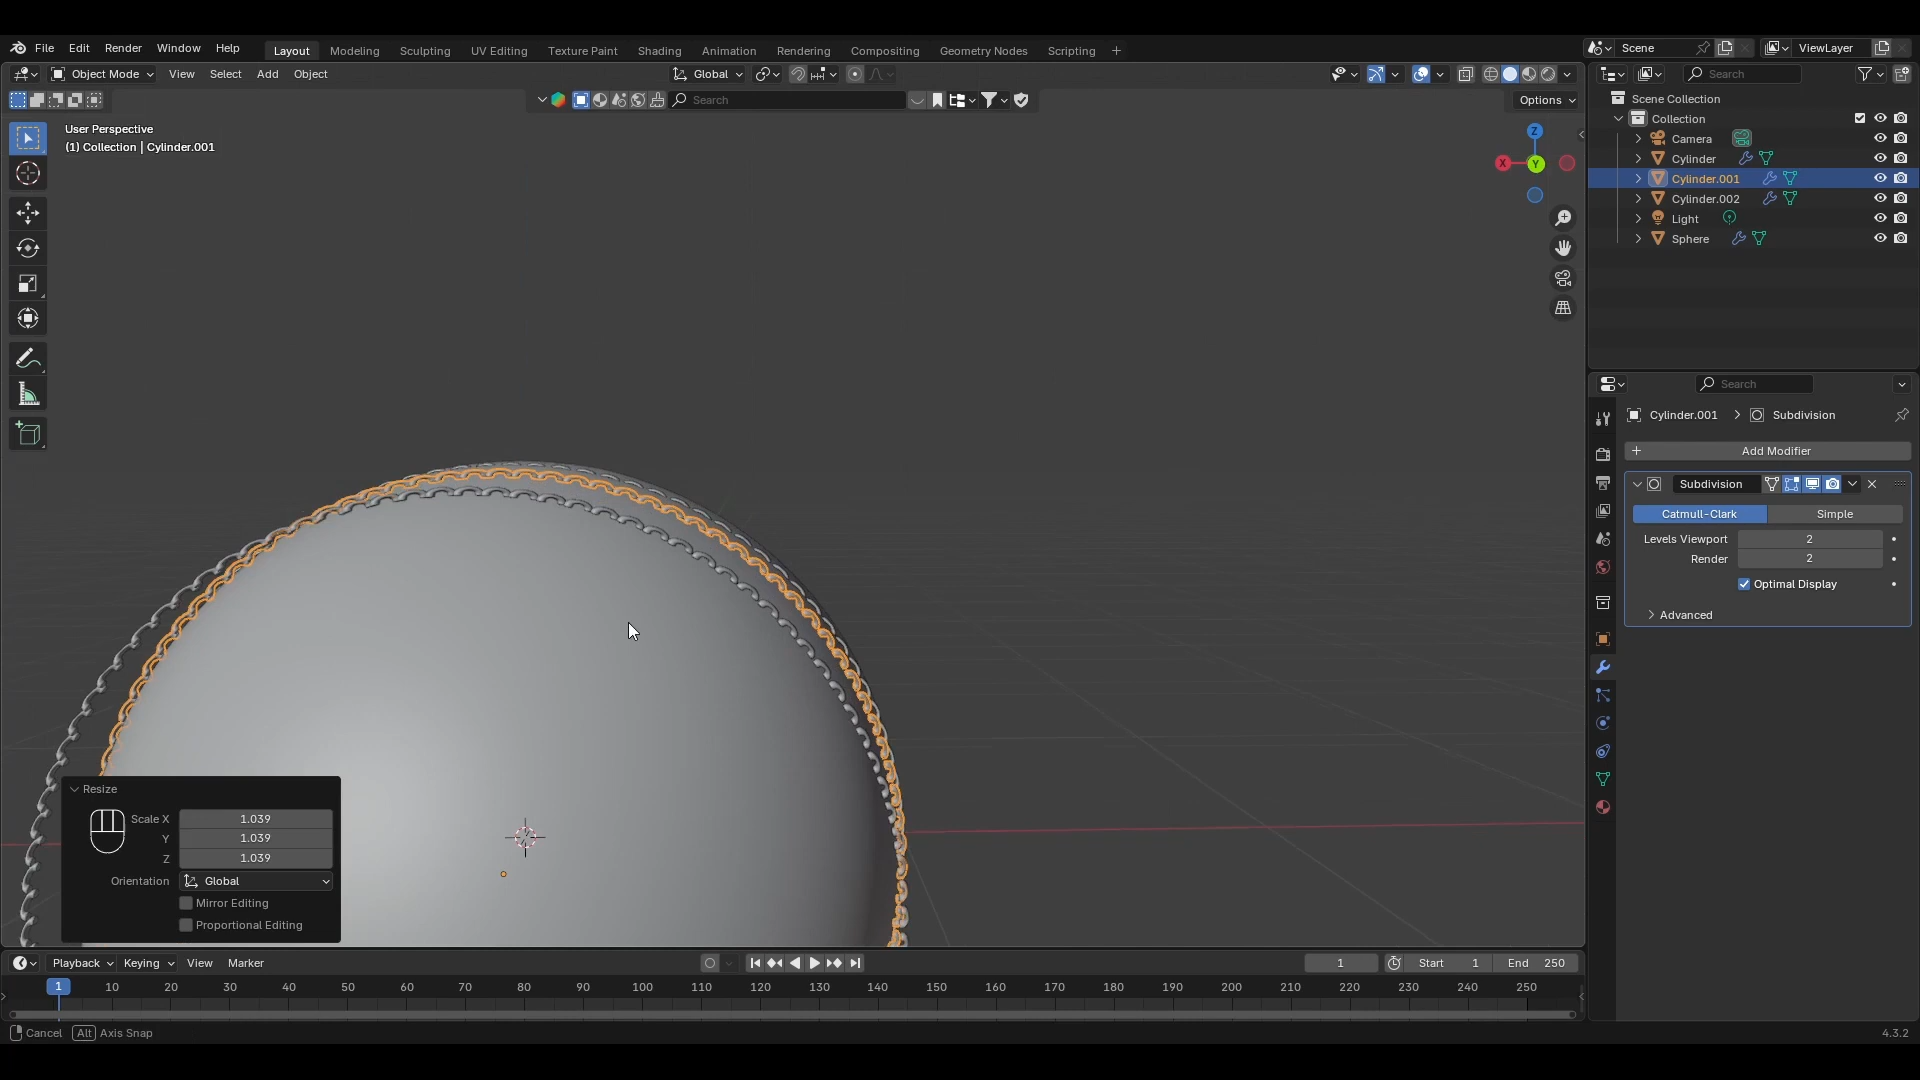 File Edit Render Window Help Layout Modeling Sculpting UV Editing Texture Paint Shading Animation Rendering Compositing Geometry Nodes Scripting + Scene ViewLayer
Object Mode View Select Add Object Global Search
Search Options
User Perspective
(1) Collection | Cylinder.001
Z
X
Y
Scene Collection
Collection
Camera
Cylinder
Cylinder.001
Cylinder.002
Light
Sphere
Search
Cylinder.001 > Subdivision
+ Add Modifier
Subdivision
Catmull-Clark Simple
Levels Viewport 2
Render 2
Optimal Display
Advanced
Resize
Scale X 1.039
Y 1.039
Z 1.039
Orientation Global
Mirror Editing
Proportional Editing
Playback Keying View Marker 1 Start 1 End 250
1 10 20 30 40 50 60 70 80 90 100 110 120 130 140 150 160 170 180 190 200 210 220 230 240 250
Cancel Alt Axis Snap 4.3.2